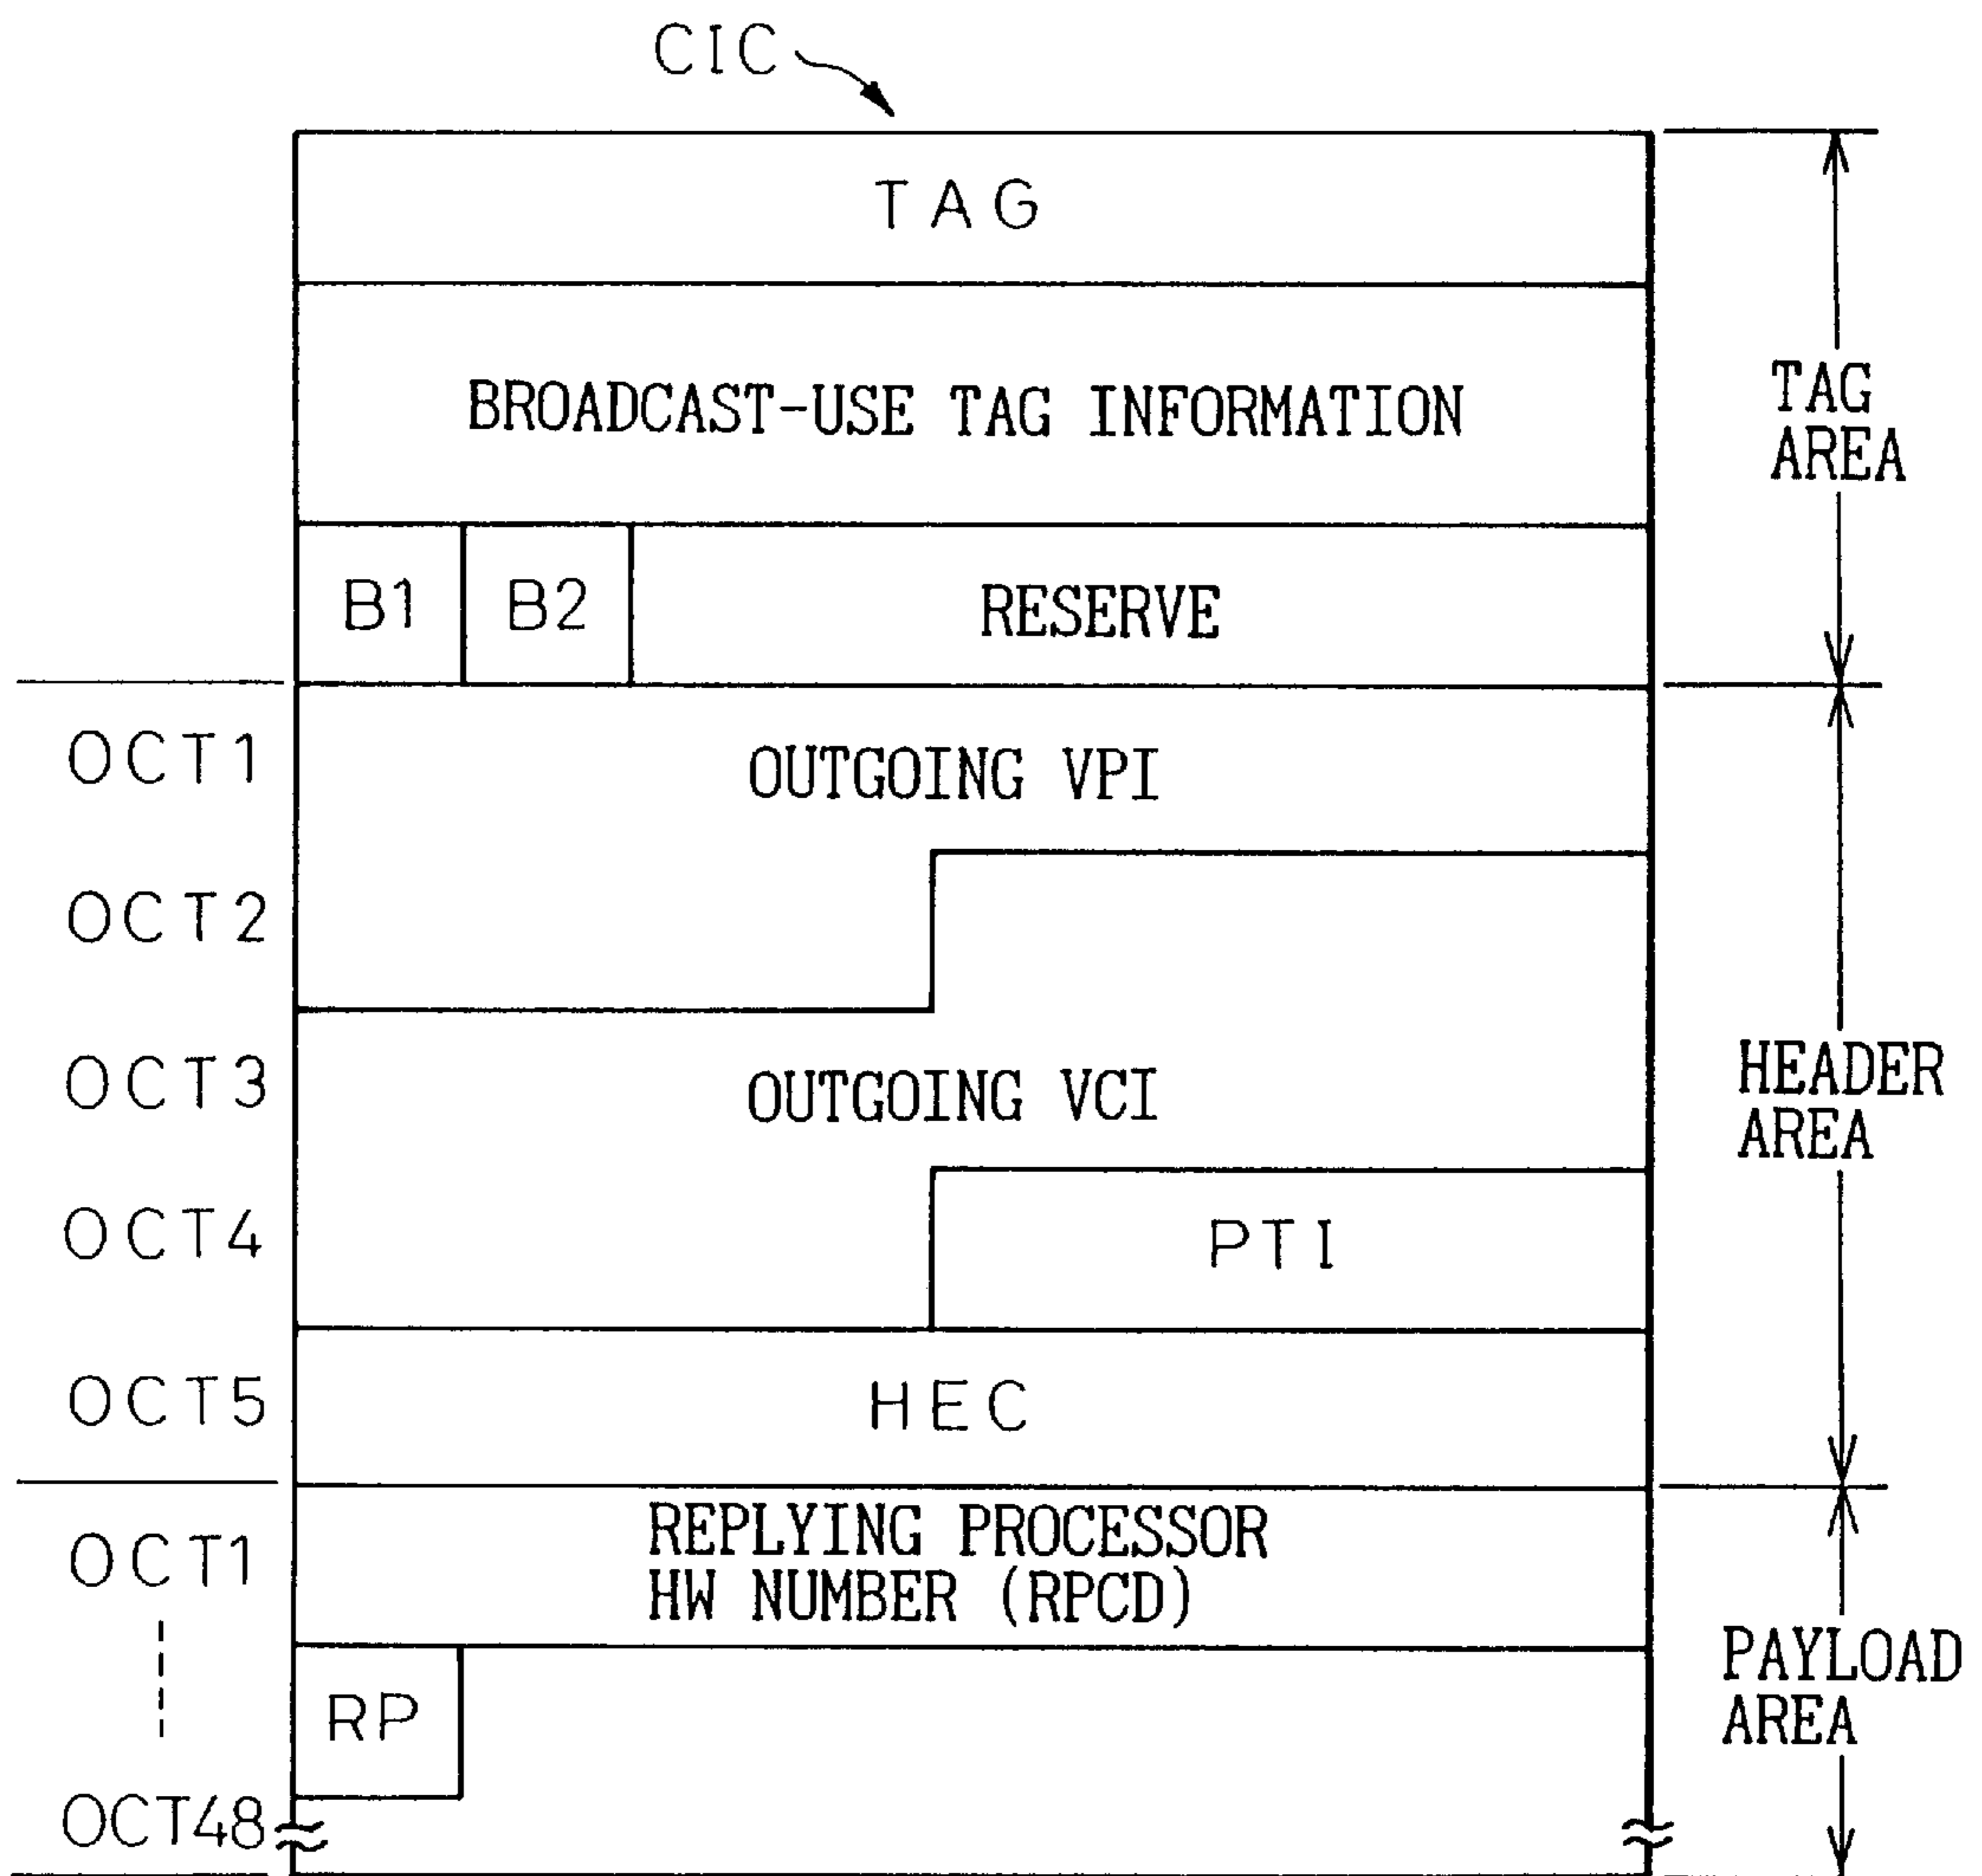 CIC
TAG
BROADCAST-USE TAG INFORMATION
TAG
AREA
B1 B2 RESERVE
OCT1 OUTGOING VPI
OCT2
OCT3 OUTGOING VCI
HEADER
AREA
OCT4 PTI
OCT5 HEC
OCT1 REPLYING PROCESSOR
HW NUMBER (RPCD)
RP
PAYLOAD
AREA
OCT48